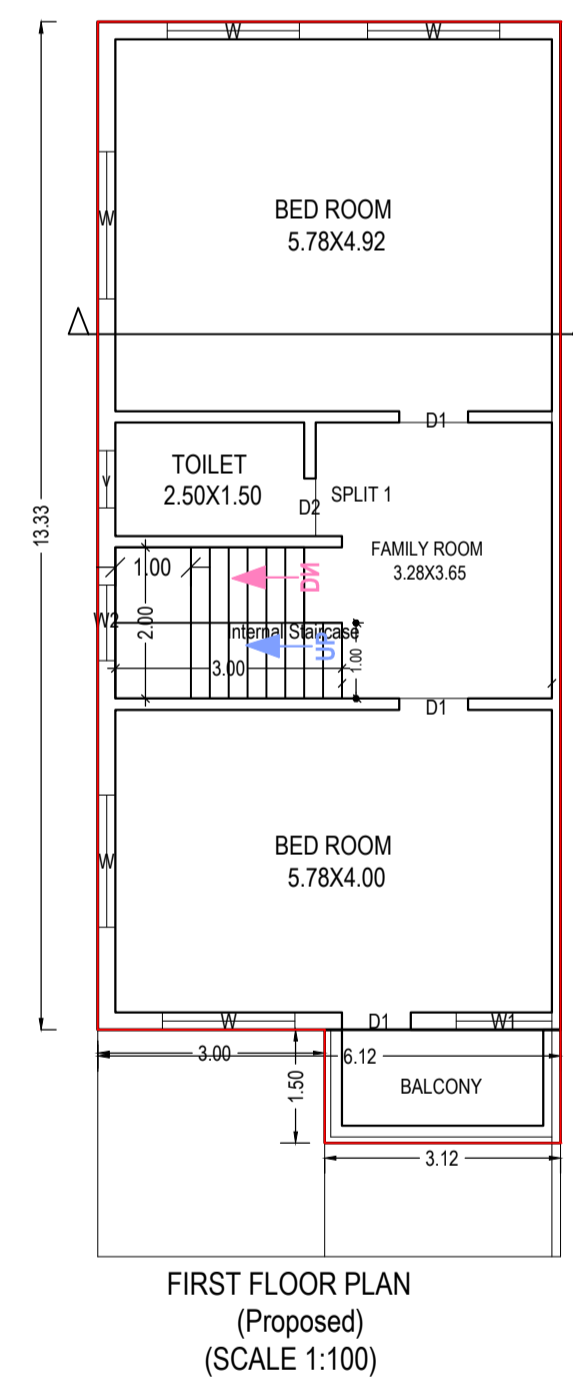 W W
BED ROOM
5.78X4.92
W
13.33
D1
TOILET
2.50X1.50
V
SPLIT 1
D2
FAMILY ROOM
3.28X3.65
1.00
DN
W2
2.00
Internal Staircase
UP
1.00
3.00
D1
BED ROOM
5.78X4.00
W
W D1 W1
3.00 6.12
1.50
BALCONY
3.12
FIRST FLOOR PLAN
(Proposed)
(SCALE 1:100)